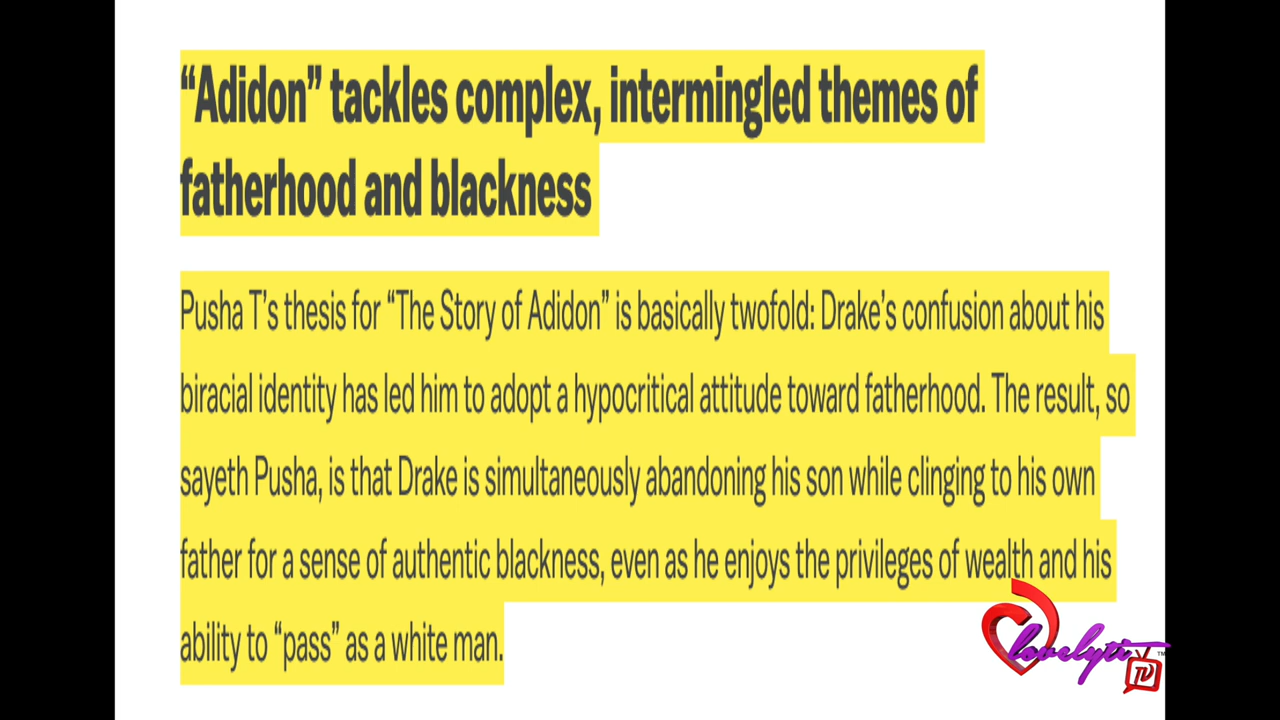 “Adidon” tackles complex, intermingled themes of
fatherhood and blackness
Pusha T’s thesis for “The Story of Adidon” is basically twofold: Drake’s confusion about his
biracial identity has led him to adopt a hypocritical attitude toward fatherhood. The result, so
sayeth Pusha, is that Drake is simultaneously abandoning his son while clinging to his own
father for a sense of authentic blackness, even as he enjoys the privileges of wealth and his
ability to “pass” as a white man.
lovelyti
TV
TM